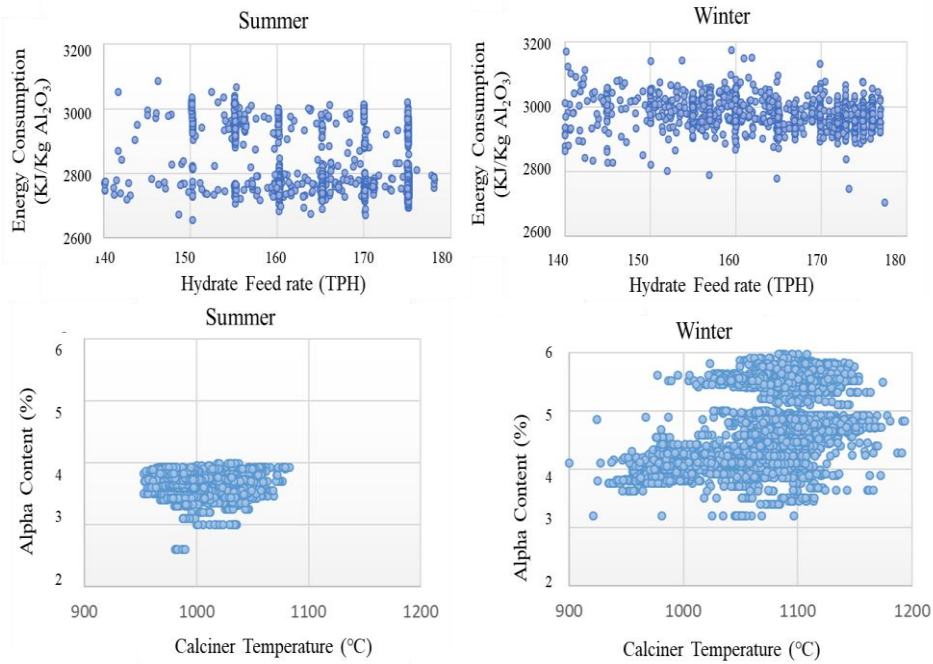 Summer
Energy Consumption
(KJ/Kg Al₂O₃)
3200
3000
2800
2600
140
150
160
170
180
Hydrate Feed rate (TPH)
Winter
Energy Consumption
(KJ/Kg Al₂O₃)
3200
3000
2800
2600
140
150
160
170
180
Hydrate Feed rate (TPH)
Summer
Alpha Content (%)
6
5
4
3
2
900
1000
1100
1200
Calciner Temperature (°C)
Winter
Alpha Content (%)
6
5
4
3
2
900
1000
1100
1200
Calciner Temperature (°C)